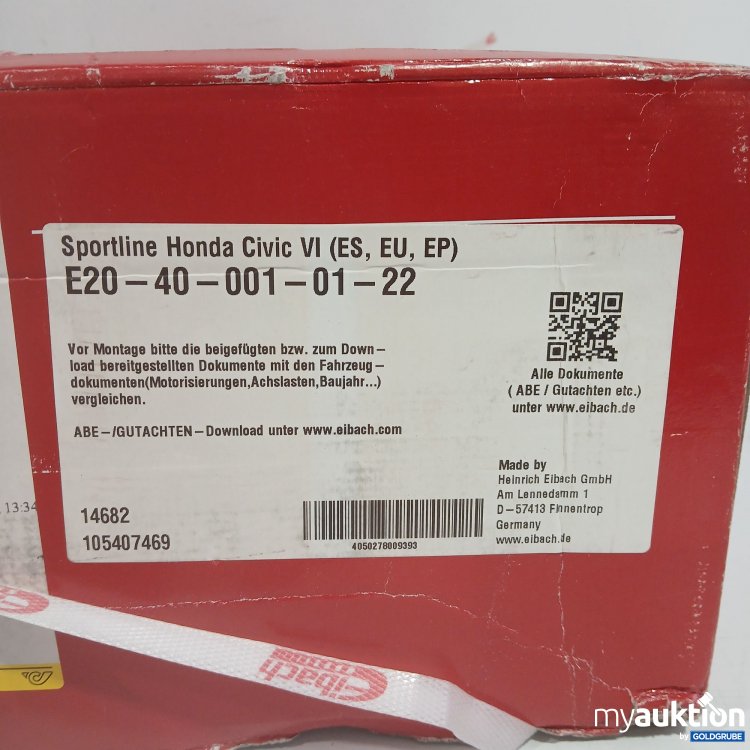 Sportline Honda Civic VI (ES, EU, EP)
E20–40–001–01–22
Vor Montage bitte die beigefügten bzw. zum Down–
load bereitgestellten Dokumente mit den Fahrzeug–
dokumenten(Motorisierungen,Achslasten,Baujahr...)
vergleichen.
ABE–/GUTACHTEN–Download unter www.eibach.com
Alle Dokumente
( ABE / Gutachten etc.)
unter www.eibach.de
Made by
Heinrich Eibach GmbH
Am Lennedamm 1
D–57413 Finnentrop
Germany
www.eibach.de
14682
105407469
4050278009393
13:34
Eibach
myauktion
by GOLDGRUBE